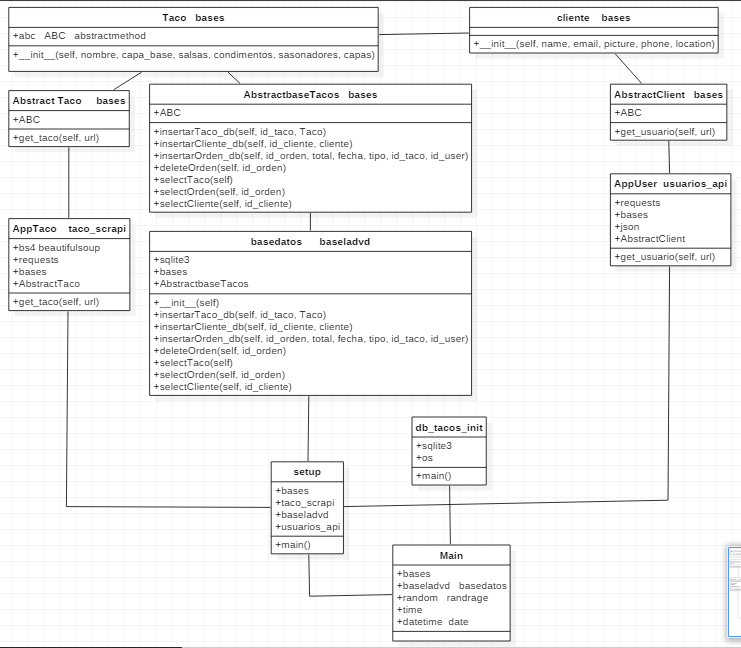 Taco bases
+abc ABC abstractmethod
+__init__(self, nombre, capa_base, salsas, condimentos, sasonadores, capas)
cliente bases
+__init__(self, name, email, picture, phone, location)
Abstract Taco bases
+ABC
+get_taco(self, url)
AbstractbaseTacos bases
+ABC
+insertarTaco_db(self, id_taco, Taco)
+insertarCliente_db(self, id_cliente, cliente)
+insertarOrden_db(self, id_orden, total, fecha, tipo, id_taco, id_user)
+deleteOrden(self, id_orden)
+selectTaco(self)
+selectOrden(self, id_orden)
+selectCliente(self, id_cliente)
AbstractClient bases
+ABC
+get_usuario(self, url)
AppUser usuarios_api
+requests
+bases
+json
+AbstractClient
+get_usuario(self, url)
AppTaco taco_scrapi
+bs4 beautifulsoup
+requests
+bases
+AbstractTaco
+get_taco(self, url)
basedatos baseladvd
+sqlite3
+bases
+AbstractbaseTacos
+__init__(self)
+insertarTaco_db(self, id_taco, Taco)
+insertarCliente_db(self, id_cliente, cliente)
+insertarOrden_db(self, id_orden, total, fecha, tipo, id_taco, id_user)
+deleteOrden(self, id_orden)
+selectTaco(self)
+selectOrden(self, id_orden)
+selectCliente(self, id_cliente)
db_tacos_init
+sqlite3
+os
+main()
setup
+bases
+taco_scrapi
+baseladvd
+usuarios_api
+main()
Main
+bases
+baseladvd basedatos
+random randrage
+time
+datetime date